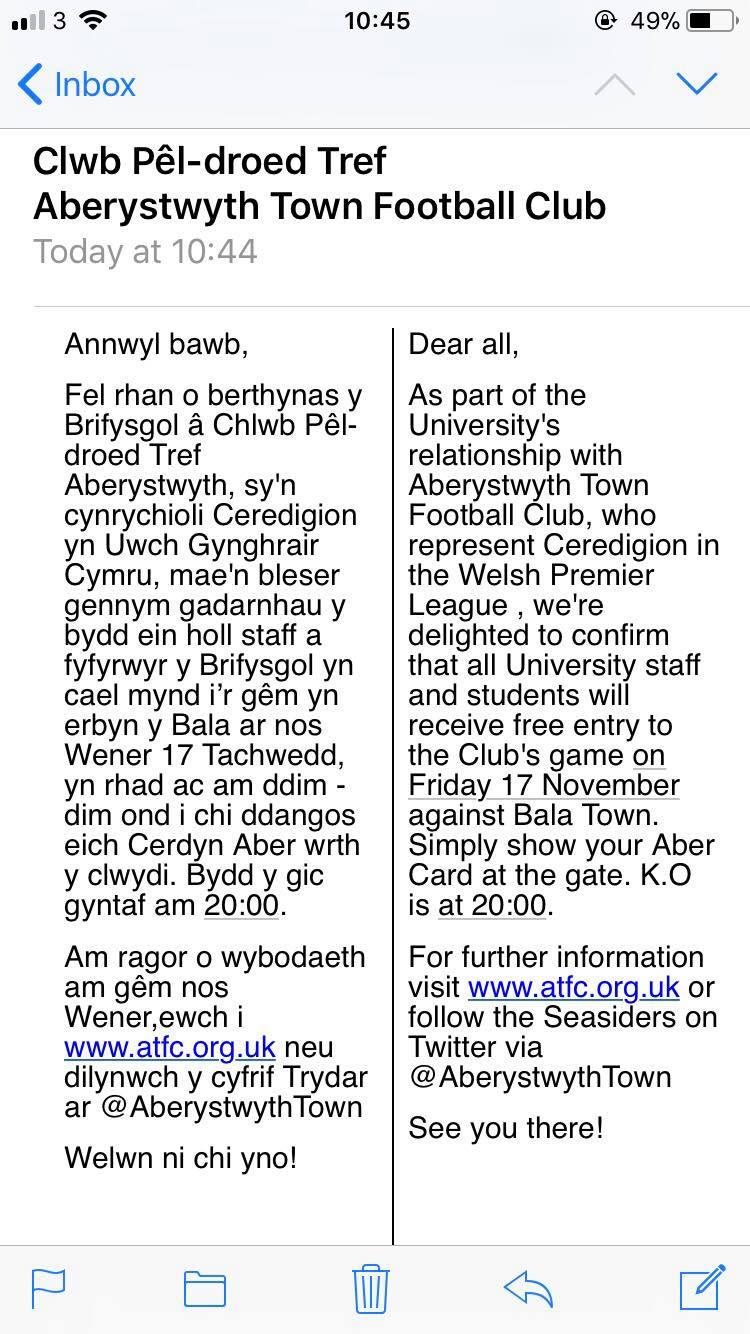 3
10:45
49%
Inbox
Clwb Pêl-droed Tref
Aberystwyth Town Football Club
Today at 10:44
Annwyl bawb,
Fel rhan o berthynas y
Brifysgol â Chlwb Pêl-
droed Tref
Aberystwyth, sy'n
cynrychioli Ceredigion
yn Uwch Gynghrair
Cymru, mae'n bleser
gennym gadarnhau y
bydd ein holl staff a
fyfyrwyr y Brifysgol yn
cael mynd i’r gêm yn
erbyn y Bala ar nos
Wener 17 Tachwedd,
yn rhad ac am ddim -
dim ond i chi ddangos
eich Cerdyn Aber wrth
y clwydi. Bydd y gic
gyntaf am 20:00.
Am ragor o wybodaeth
am gêm nos
Wener,ewch i
www.atfc.org.uk neu
dilynwch y cyfrif Trydar
ar @AberystwythTown
Welwn ni chi yno!
Dear all,
As part of the
University's
relationship with
Aberystwyth Town
Football Club, who
represent Ceredigion in
the Welsh Premier
League , we're
delighted to confirm
that all University staff
and students will
receive free entry to
the Club's game on
Friday 17 November
against Bala Town.
Simply show your Aber
Card at the gate. K.O
is at 20:00.
For further information
visit www.atfc.org.uk or
follow the Seasiders on
Twitter via
@AberystwythTown
See you there!